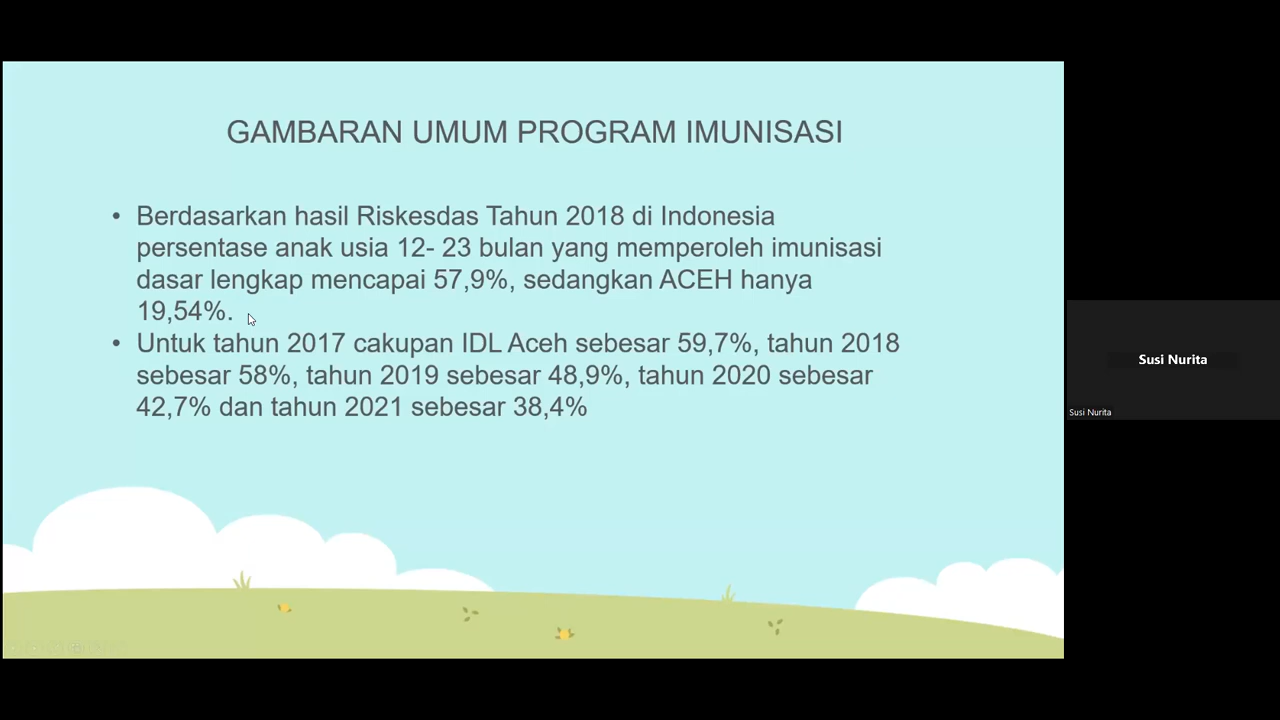 GAMBARAN UMUM PROGRAM IMUNISASI
• Berdasarkan hasil Riskesdas Tahun 2018 di Indonesia
persentase anak usia 12- 23 bulan yang memperoleh imunisasi
dasar lengkap mencapai 57,9%, sedangkan ACEH hanya
19,54%.
• Untuk tahun 2017 cakupan IDL Aceh sebesar 59,7%, tahun 2018
sebesar 58%, tahun 2019 sebesar 48,9%, tahun 2020 sebesar
42,7% dan tahun 2021 sebesar 38,4%
Susi Nurita
Susi Nurita